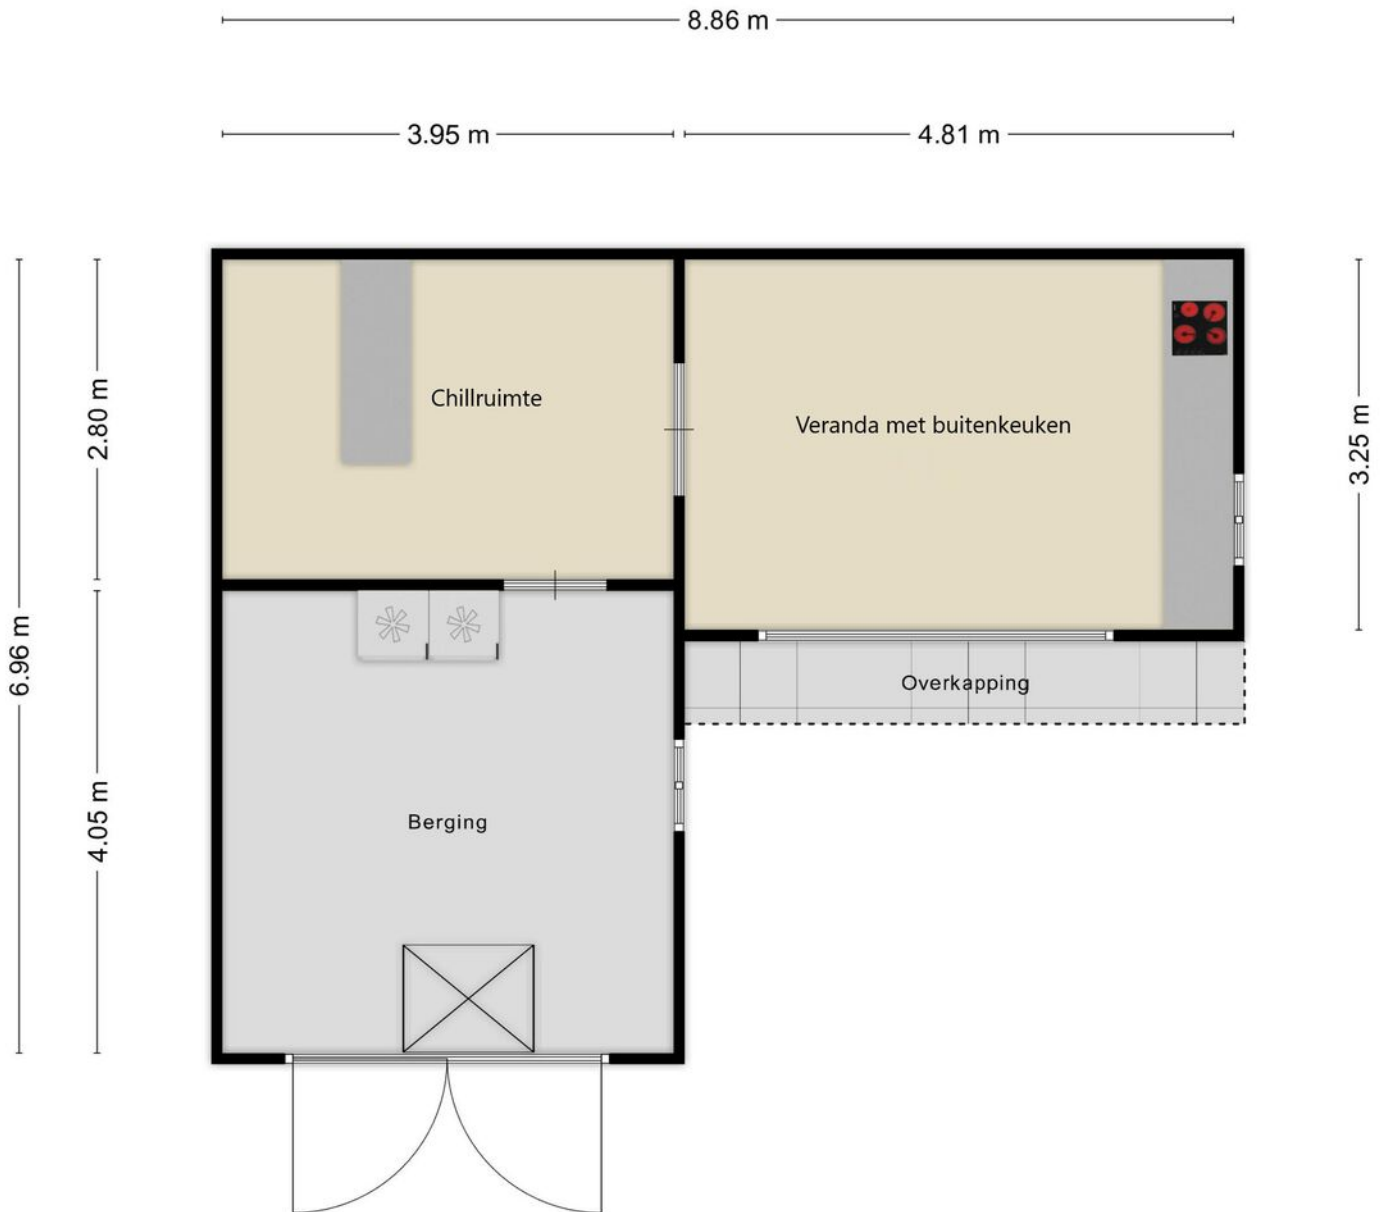 8.86 m
3.95 m
4.81 m
2.80 m
Chillruimte
Veranda met buitenkeuken
3.25 m
6.96 m
Overkapping
4.05 m
Berging